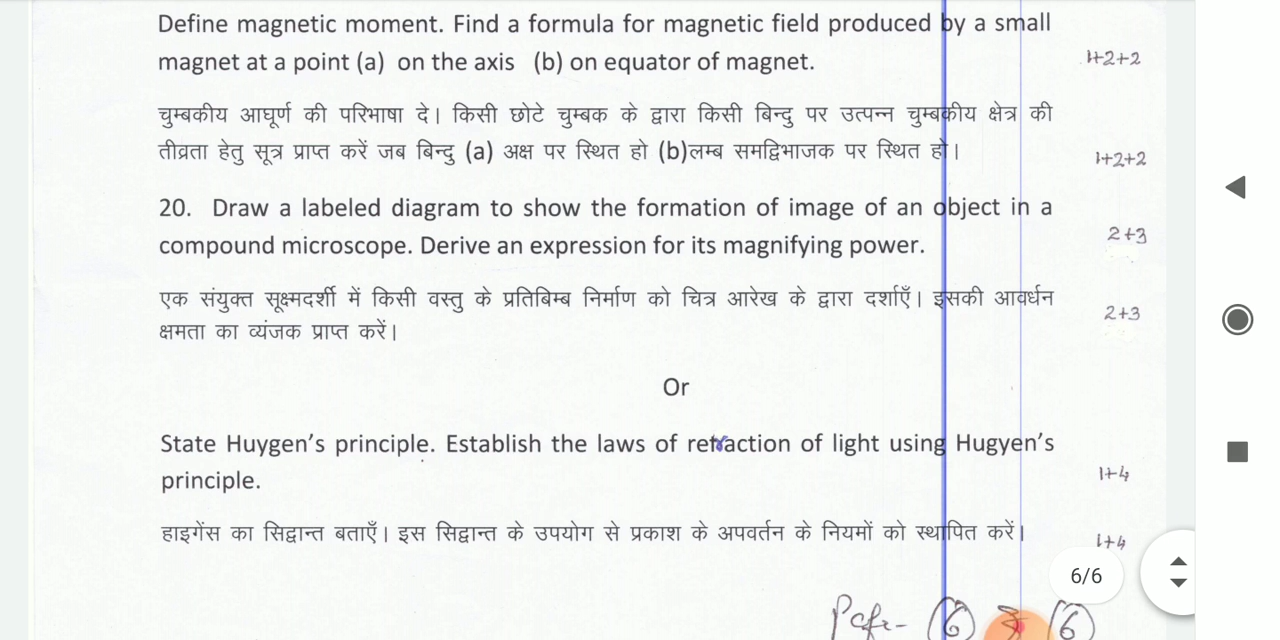 Define magnetic moment. Find a formula for magnetic field produced by a small
magnet at a point (a) on the axis (b) on equator of magnet.
1+2+2
चुम्बकीय आघूर्ण की परिभाषा दे। किसी छोटे चुम्बक के द्वारा किसी बिन्दु पर उत्पन्न चुम्बकीय क्षेत्र की
तीव्रता हेतु सूत्र प्राप्त करें जब बिन्दु (a) अक्ष पर स्थित हो (b)लम्ब समद्विभाजक पर स्थित हो।
1+2+2
20. Draw a labeled diagram to show the formation of image of an object in a
compound microscope. Derive an expression for its magnifying power.
2+3
एक संयुक्त सूक्ष्मदर्शी में किसी वस्तु के प्रतिबिम्ब निर्माण को चित्र आरेख के द्वारा दर्शाएँ। इसकी आवर्धन
क्षमता का व्यंजक प्राप्त करें।
2+3
Or
State Huygen's principle. Establish the laws of refraction of light using Hugyen's
principle.
1+4
हाइगेंस का सिद्वान्त बताएँ। इस सिद्वान्त के उपयोग से प्रकाश के अपवर्तन के नियमों को स्थापित करें।
1+4
6/6